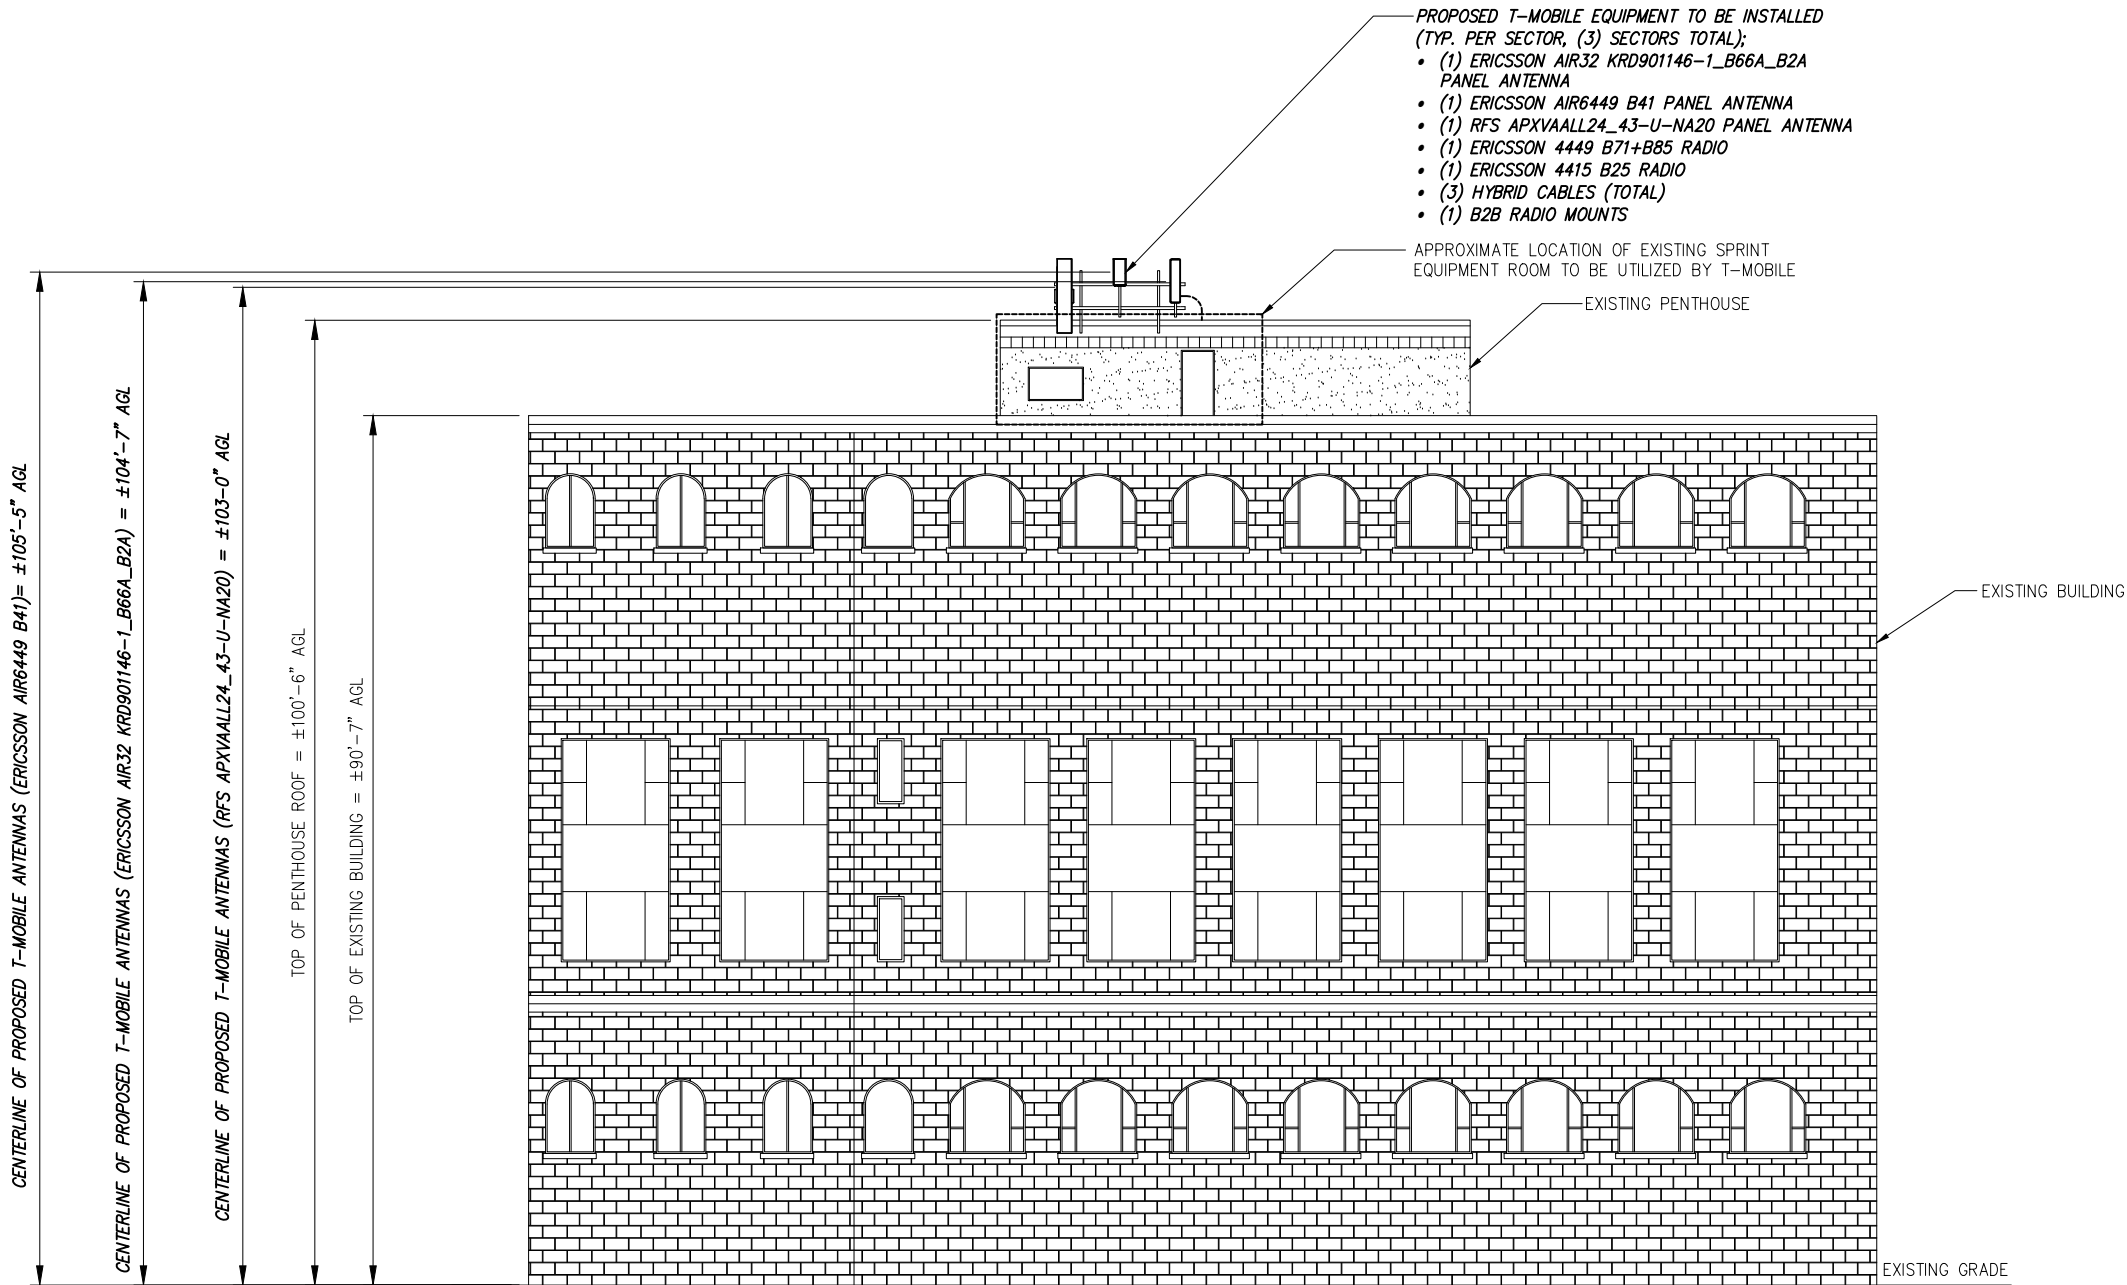 PROPOSED T-MOBILE EQUIPMENT TO BE INSTALLED
(TYP. PER SECTOR, (3) SECTORS TOTAL);
• (1) ERICSSON AIR32 KRD901146-1_B66A_B2A
PANEL ANTENNA
• (1) ERICSSON AIR6449 B41 PANEL ANTENNA
• (1) RFS APXVAALL24_43-U-NA20 PANEL ANTENNA
• (1) ERICSSON 4449 B71+B85 RADIO
• (1) ERICSSON 4415 B25 RADIO
• (3) HYBRID CABLES (TOTAL)
• (1) B2B RADIO MOUNTS
APPROXIMATE LOCATION OF EXISTING SPRINT
EQUIPMENT ROOM TO BE UTILIZED BY T-MOBILE
EXISTING PENTHOUSE
EXISTING BUILDING
EXISTING GRADE
CENTERLINE OF PROPOSED T-MOBILE ANTENNAS (ERICSSON AIR6449 B41)= ±105'-5" AGL
CENTERLINE OF PROPOSED T-MOBILE ANTENNAS (ERICSSON AIR32 KRD901146-1_B66A_B2A) = ±104'-7" AGL
CENTERLINE OF PROPOSED T-MOBILE ANTENNAS (RFS APXVAALL24_43-U-NA20) = ±103-0" AGL
TOP OF PENTHOUSE ROOF = ±100'-6" AGL
TOP OF EXISTING BUILDING = ±90'-7" AGL